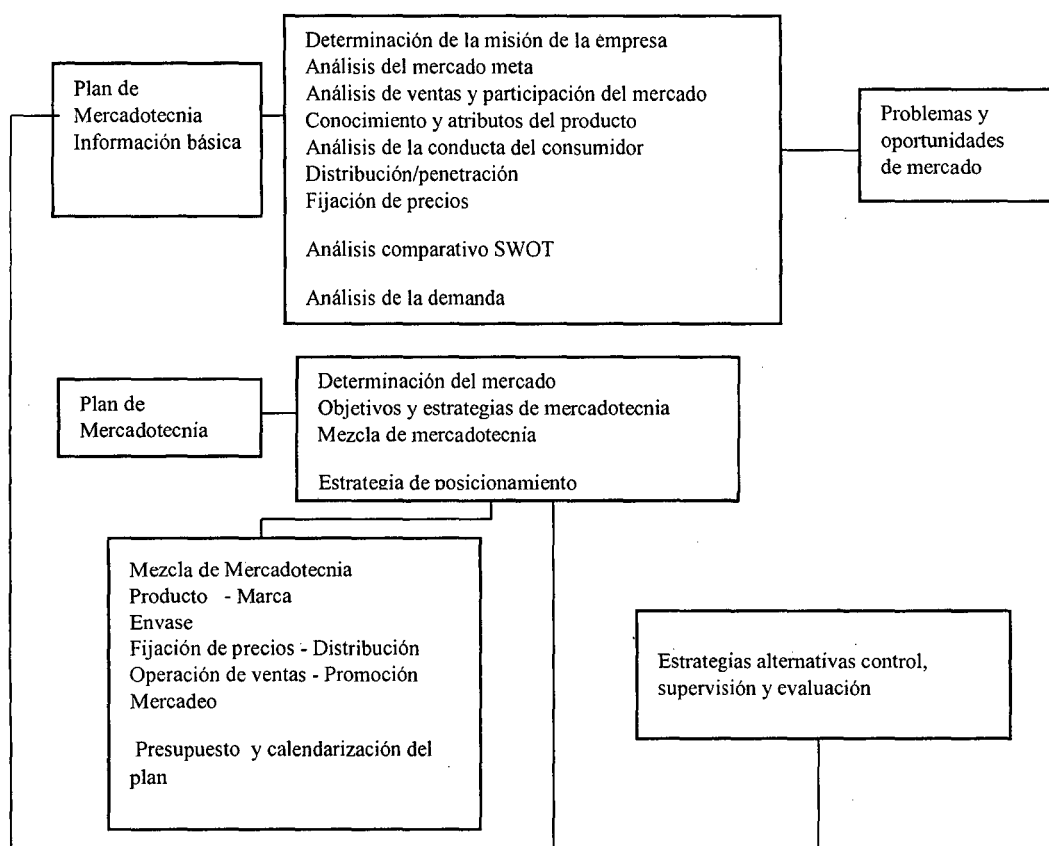 Plan de
Mercadotecnia
Información básica
Determinación de la misión de la empresa
Análisis del mercado meta
Análisis de ventas y participación del mercado
Conocimiento y atributos del producto
Análisis de la conducta del consumidor
Distribución/penetración
Fijación de precios
Análisis comparativo SWOT
Análisis de la demanda
Problemas y
oportunidades
de mercado
Plan de
Mercadotecnia
Determinación del mercado
Objetivos y estrategias de mercadotecnia
Mezcla de mercadotecnia
Estrategia de posicionamiento
Mezcla de Mercadotecnia
Producto - Marca
Envase
Fijación de precios - Distribución
Operación de ventas - Promoción
Mercadeo
Presupuesto y calendarización del
plan
Estrategias alternativas control,
supervisión y evaluación